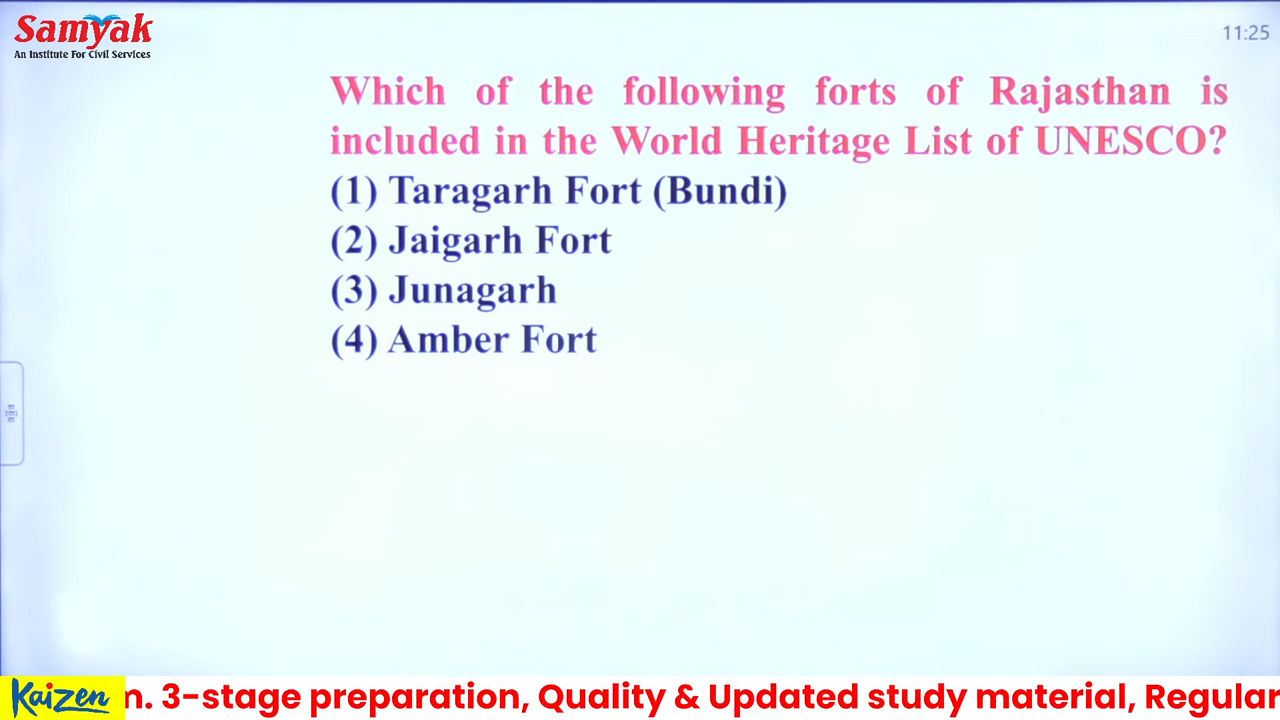 Samyak
An Institute For Civil Services
11:25
Which of the following forts of Rajasthan is
included in the World Heritage List of UNESCO?
(1) Taragarh Fort (Bundi)
(2) Jaigarh Fort
(3) Junagarh
(4) Amber Fort
Kaizen
n. 3-stage preparation, Quality & Updated study material, Regular